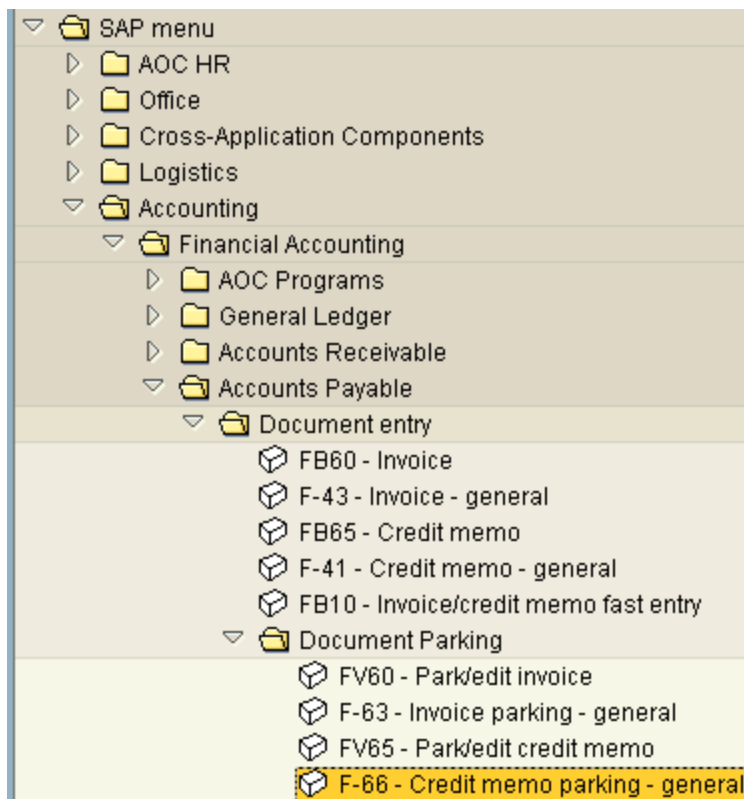 SAP menu
AOC HR
Office
Cross-Application Components
Logistics
Accounting
Financial Accounting
AOC Programs
General Ledger
Accounts Receivable
Accounts Payable
Document entry
FB60 - Invoice
F-43 - Invoice - general
FB65 - Credit memo
F-41 - Credit memo - general
FB10 - Invoice/credit memo fast entry
Document Parking
FV60 - Park/edit invoice
F-63 - Invoice parking - general
FV65 - Park/edit credit memo
F-66 - Credit memo parking - general